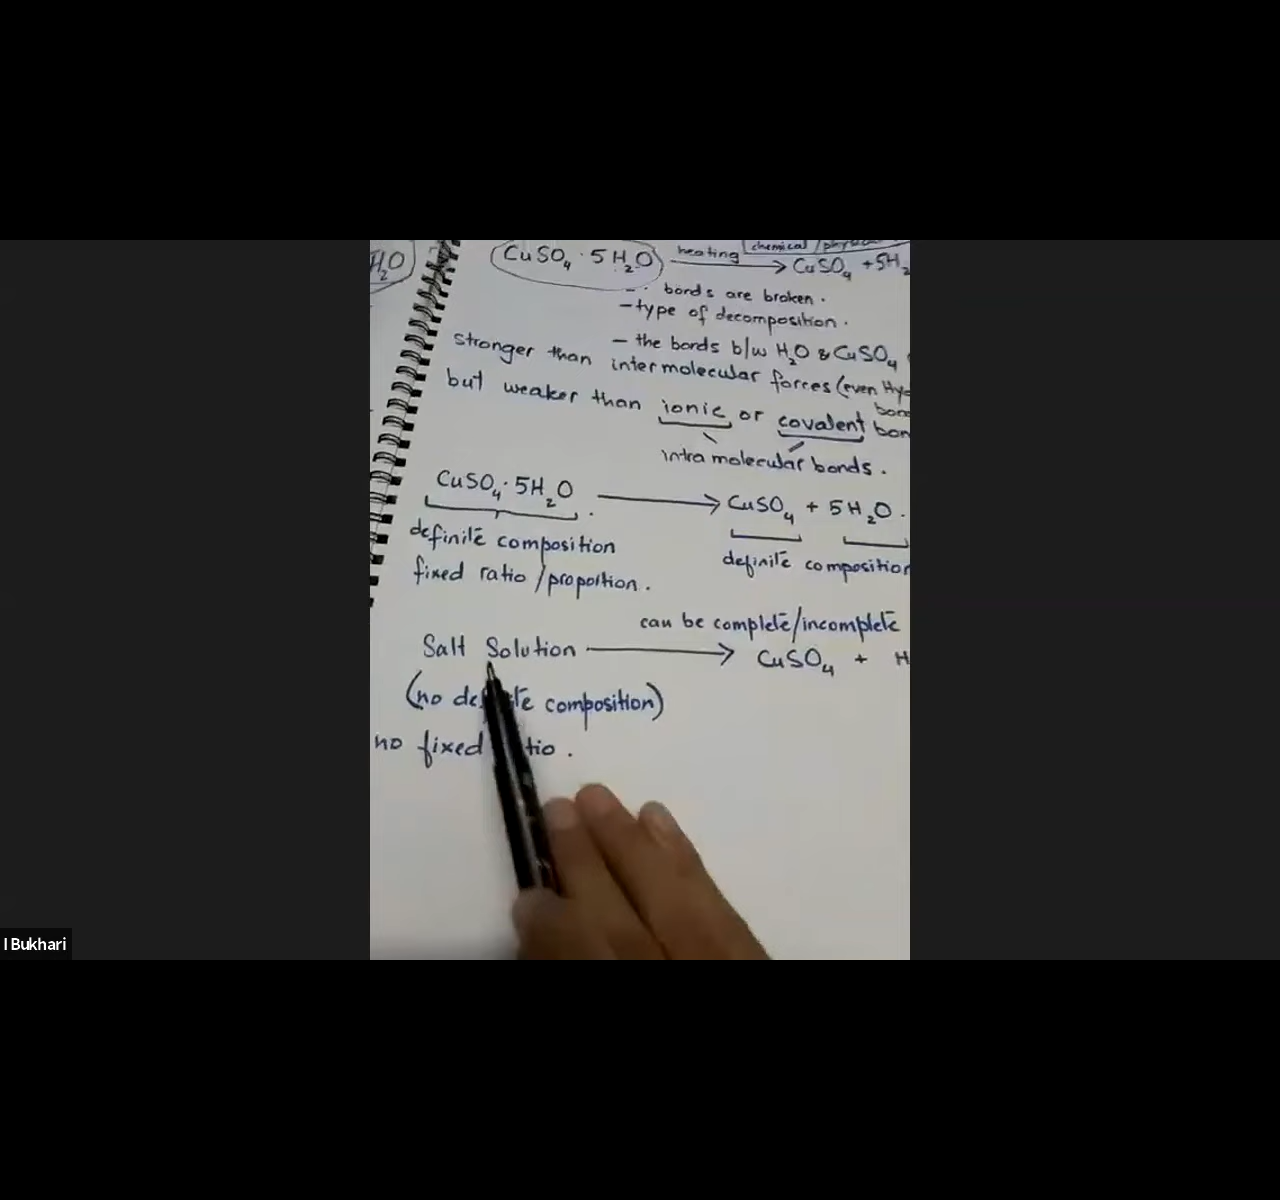 H₂O
CuSO₄ · 5H₂O heating chemical / physical
CuSO₄ + 5H₂
- bonds are broken.
- type of decomposition.
- the bonds b/w H₂O & CuSO₄
stronger than intermolecular forces (even Hy
but weaker than ionic or covalent bon
intra molecular bonds.
CuSO₄ · 5H₂O → CuSO₄ + 5H₂O.
definite composition definite composition
fixed ratio / proportion.
can be complete/incomplete
Salt Solution → CuSO₄ + H
(no definite composition)
no fixed ratio.
I Bukhari